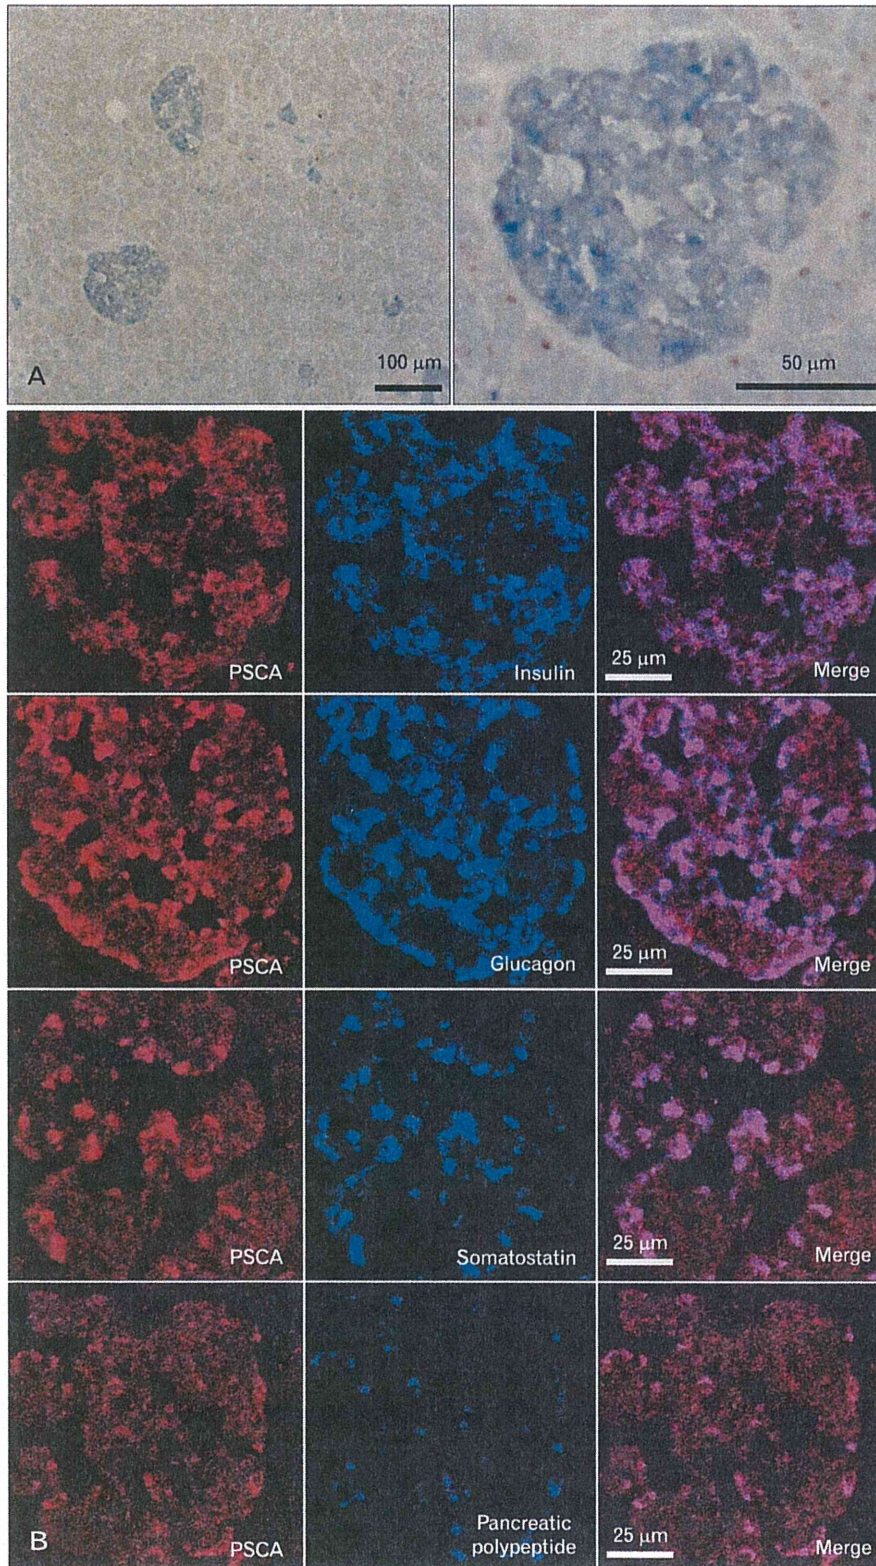 A
100 μm
50 μm
PSCA
Insulin
25 μm
Merge
PSCA
Glucagon
25 μm
Merge
PSCA
Somatostatin
25 μm
Merge
B
PSCA
Pancreatic
polypeptide
25 μm
Merge